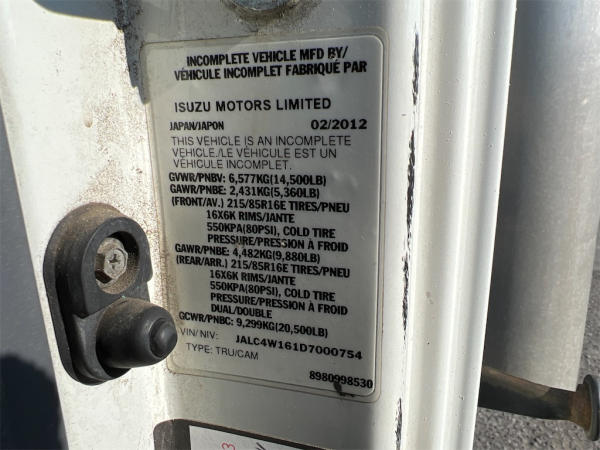 INCOMPLETE VEHICLE MFD BY/
VÉHICULE INCOMPLET FABRIQUÉ PAR
ISUZU MOTORS LIMITED
JAPAN/JAPON 02/2012
THIS VEHICLE IS AN INCOMPLETE
VEHICLE./LE VÉHICULE EST UN
VÉHICULE INCOMPLET.
GVWR/PNBV: 6,577KG(14,500LB)
GAWR/PNBE: 2,431KG(5,360LB)
(FRONT/AV.) 215/85R16E TIRES/PNEU
16X6K RIMS/JANTE
550KPA(80PSI), COLD TIRE
PRESSURE/PRESSION À FROID
GAWR/PNBE: 4,482KG(9,880LB)
(REAR/ARR.) 215/85R16E TIRES/PNEU
16X6K RIMS/JANTE
550KPA(80PSI), COLD TIRE
PRESSURE/PRESSION À FROID
DUAL/DOUBLE
GCWR/PNBC: 9,299KG(20,500LB)
VIN/NIV: JALC4W161D7000754
TYPE: TRU/CAM
8980998530